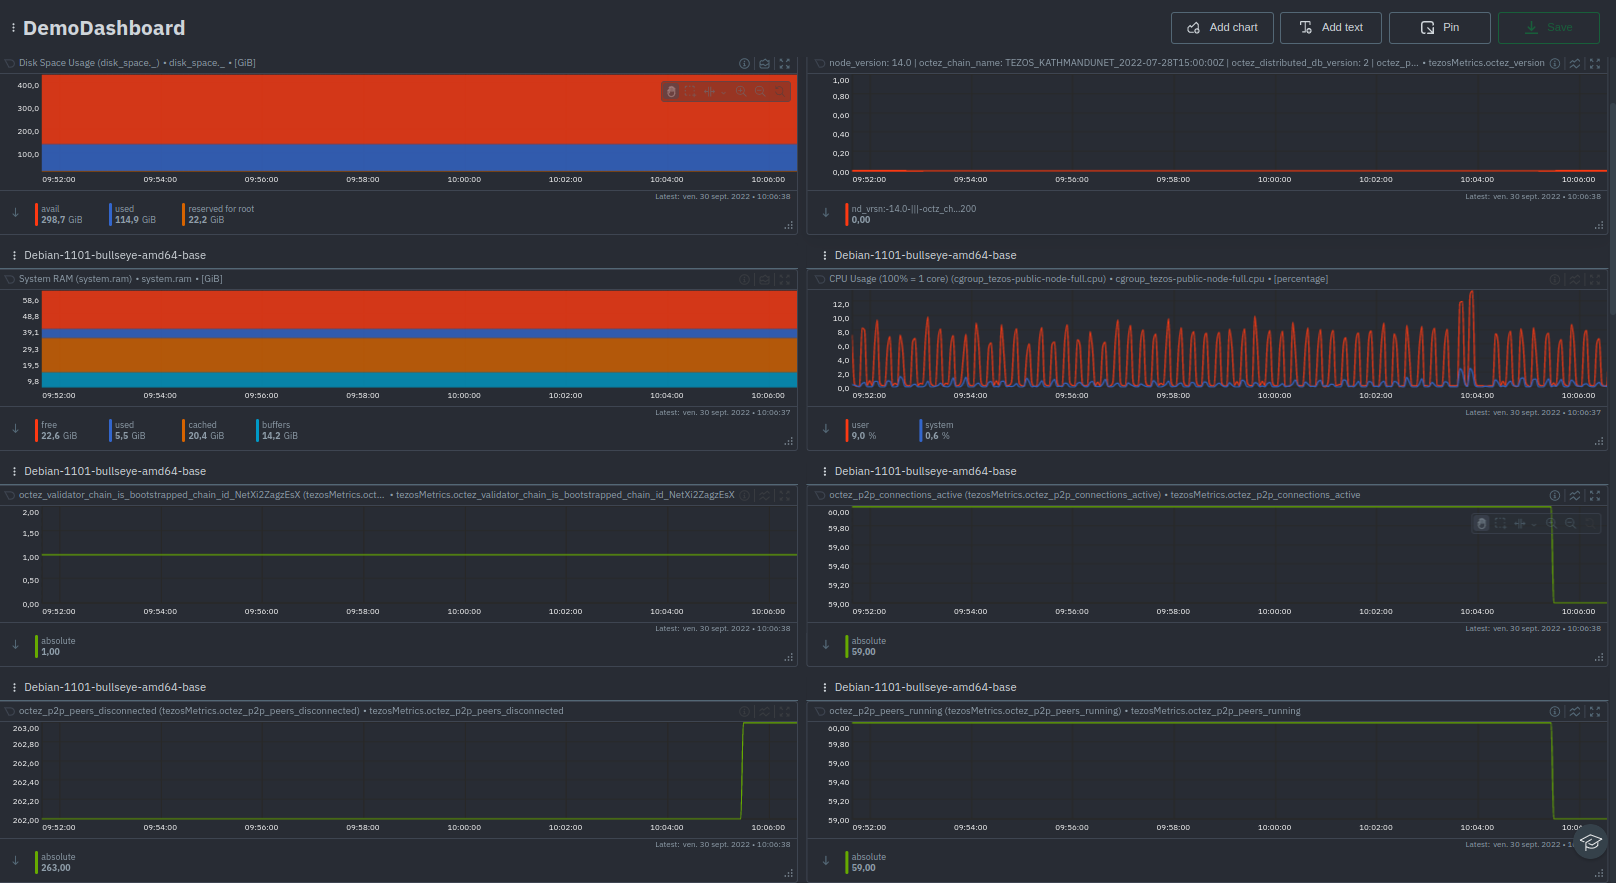 DemoDashboard
Add chart
Add text
Pin
Save
Disk Space Usage (disk_space._) • disk_space._ • [GiB]
400,0
300,0
200,0
100,0
09:52:00 09:54:00 09:56:00 09:58:00 10:00:00 10:02:00 10:04:00 10:06:00
Latest: ven. 30 sept. 2022 • 10:06:38
avail used reserved for root
298,7 GiB 114,9 GiB 22,2 GiB
node_version: 14.0 | octez_chain_name: TEZOS_KATHMANDUNET_2022-07-28T15:00:00Z | octez_distributed_db_version: 2 | octez_p... • tezosMetrics.octez_version
1,00
0,80
0,60
0,40
0,20
0,00
09:52:00 09:54:00 09:56:00 09:58:00 10:00:00 10:02:00 10:04:00 10:06:00
Latest: ven. 30 sept. 2022 • 10:06:38
nd_vrsn:-14.0-|||-octz_ch...200
0,00
Debian-1101-bullseye-amd64-base
System RAM (system.ram) • system.ram • [GiB]
58,6
48,8
39,1
29,3
19,5
9,8
09:52:00 09:54:00 09:56:00 09:58:00 10:00:00 10:02:00 10:04:00 10:06:00
Latest: ven. 30 sept. 2022 • 10:06:37
free used cached buffers
22,6 GiB 5,5 GiB 20,4 GiB 14,2 GiB
Debian-1101-bullseye-amd64-base
CPU Usage (100% = 1 core) (cgroup_tezos-public-node-full.cpu) • cgroup_tezos-public-node-full.cpu • [percentage]
12,0
10,0
8,0
6,0
4,0
2,0
0,0
09:52:00 09:54:00 09:56:00 09:58:00 10:00:00 10:02:00 10:04:00 10:06:00
Latest: ven. 30 sept. 2022 • 10:06:37
user system
9,0 % 0,6 %
Debian-1101-bullseye-amd64-base
octez_validator_chain_is_bootstrapped_chain_id_NetXi2ZagzEsX (tezosMetrics.oct... • tezosMetrics.octez_validator_chain_is_bootstrapped_chain_id_NetXi2ZagzEsX
2,00
1,50
1,00
0,50
0,00
09:52:00 09:54:00 09:56:00 09:58:00 10:00:00 10:02:00 10:04:00 10:06:00
Latest: ven. 30 sept. 2022 • 10:06:38
absolute
1,00
Debian-1101-bullseye-amd64-base
octez_p2p_connections_active (tezosMetrics.octez_p2p_connections_active) • tezosMetrics.octez_p2p_connections_active
60,00
59,80
59,60
59,40
59,20
59,00
09:52:00 09:54:00 09:56:00 09:58:00 10:00:00 10:02:00 10:04:00 10:06:00
Latest: ven. 30 sept. 2022 • 10:06:38
absolute
59,00
Debian-1101-bullseye-amd64-base
octez_p2p_peers_disconnected (tezosMetrics.octez_p2p_peers_disconnected) • tezosMetrics.octez_p2p_peers_disconnected
263,00
262,80
262,60
262,40
262,20
262,00
09:52:00 09:54:00 09:56:00 09:58:00 10:00:00 10:02:00 10:04:00 10:06:00
Latest: ven. 30 sept. 2022 • 10:06:38
absolute
263,00
Debian-1101-bullseye-amd64-base
octez_p2p_peers_running (tezosMetrics.octez_p2p_peers_running) • tezosMetrics.octez_p2p_peers_running
60,00
59,80
59,60
59,40
59,20
59,00
09:52:00 09:54:00 09:56:00 09:58:00 10:00:00 10:02:00 10:04:00 10:06
Latest: ven. 30 sept. 2022 • 10:
absolute
59,00